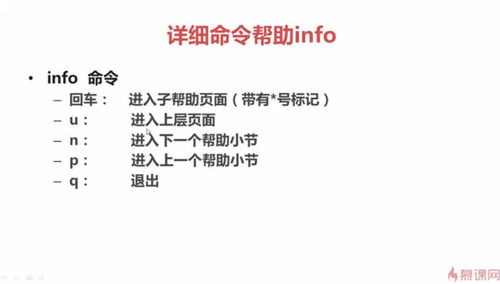 详细命令帮助info
• info 命令
– 回车： 进入子帮助页面（带有*号标记）
– u： 进入上层页面
– n： 进入下一个帮助小节
– p： 进入上一个帮助小节
– q： 退出
慕课网